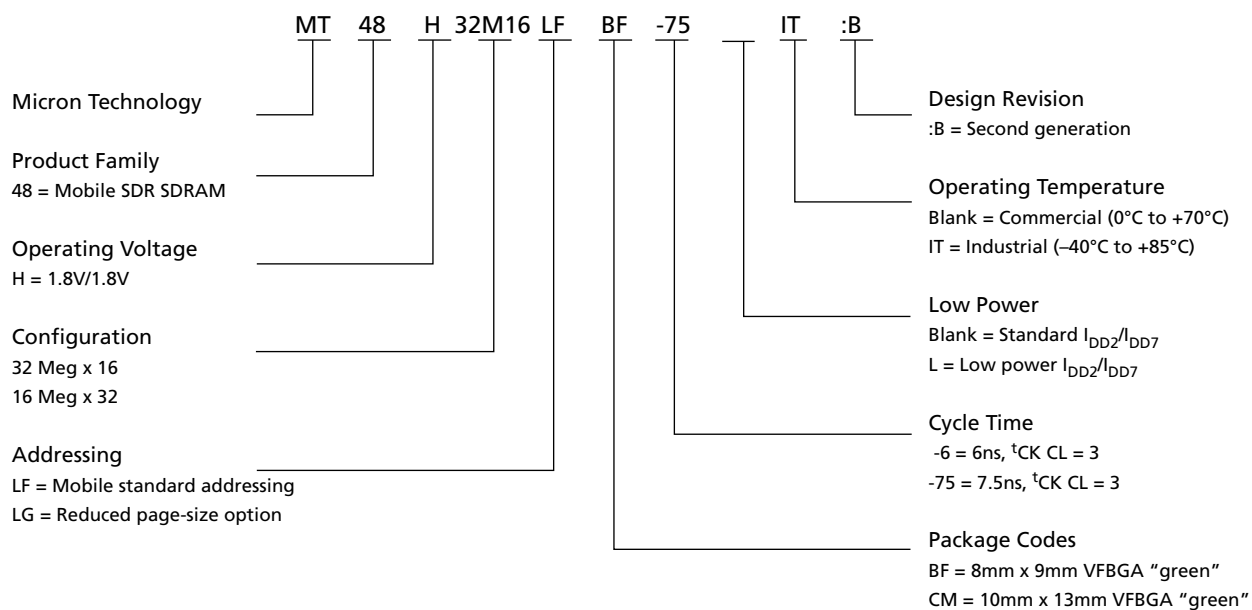 MT 48 H 32M16 LF BF -75 IT :B
Micron Technology
Product Family
48 = Mobile SDR SDRAM
Operating Voltage
H = 1.8V/1.8V
Configuration
32 Meg x 16
16 Meg x 32
Addressing
LF = Mobile standard addressing
LG = Reduced page-size option
Design Revision
:B = Second generation
Operating Temperature
Blank = Commercial (0°C to +70°C)
IT = Industrial (–40°C to +85°C)
Low Power
Blank = Standard IDD2/IDD7
L = Low power IDD2/IDD7
Cycle Time
-6 = 6ns, tCK CL = 3
-75 = 7.5ns, tCK CL = 3
Package Codes
BF = 8mm x 9mm VFBGA “green”
CM = 10mm x 13mm VFBGA “green”